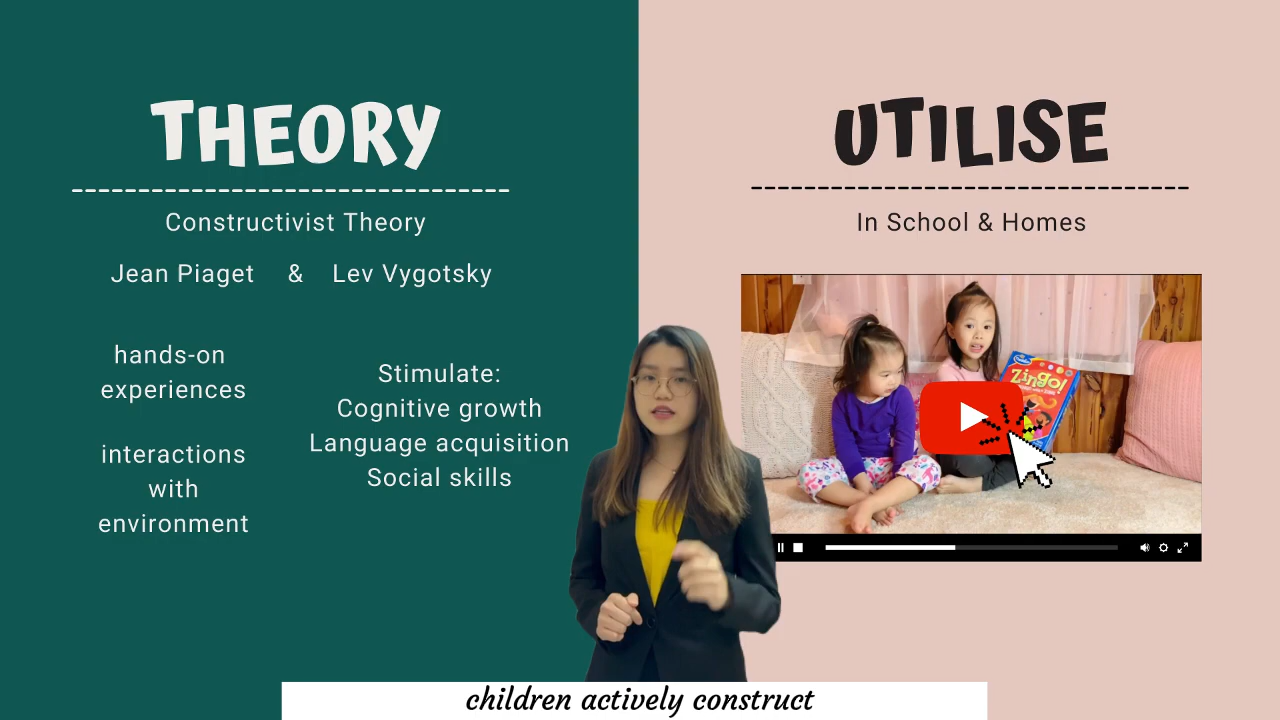 THEORY
Constructivist Theory
Jean Piaget & Lev Vygotsky
hands-on
experiences
interactions
with
environment
Stimulate:
Cognitive growth
Language acquisition
Social skills
UTILISE
In School & Homes
Zingo!
children actively construct